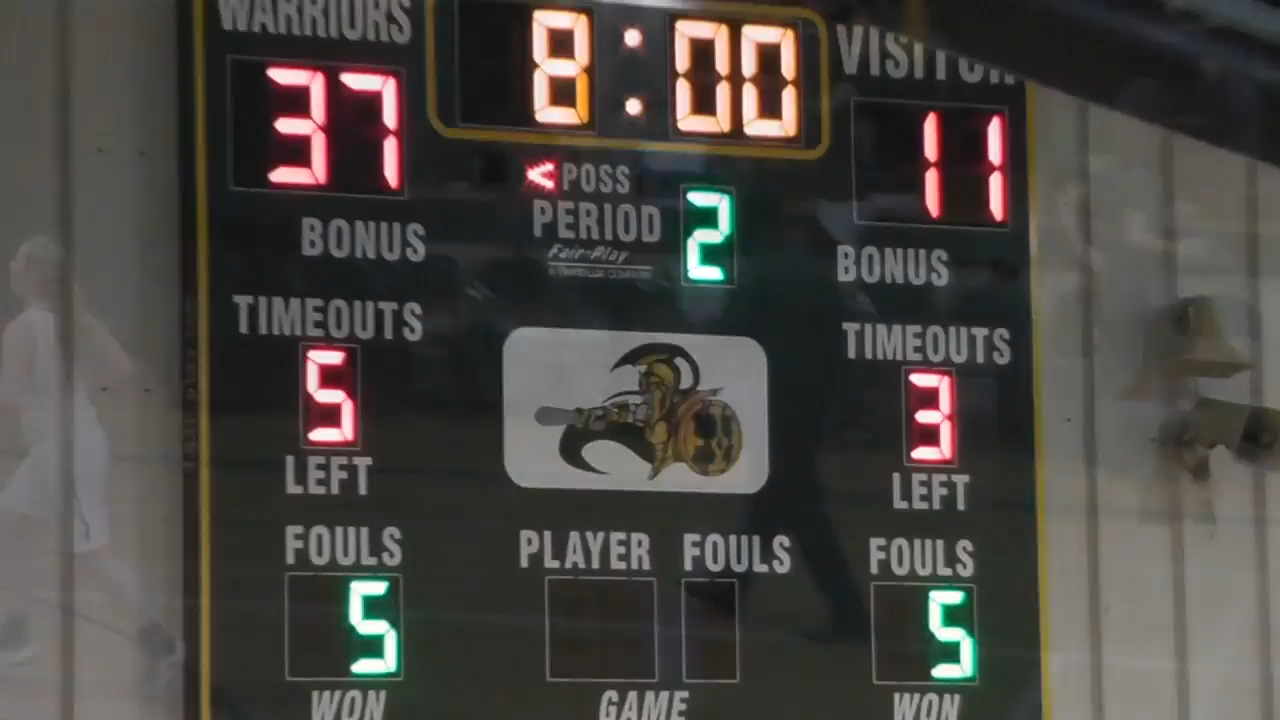 WARRIORS
8:00
VISITOR
37
11
< POSS
PERIOD 2
Fair-Play
BONUS
BONUS
TIMEOUTS
TIMEOUTS
5
3
LEFT
LEFT
FOULS
PLAYER FOULS
FOULS
5
5
WON
GAME
WON